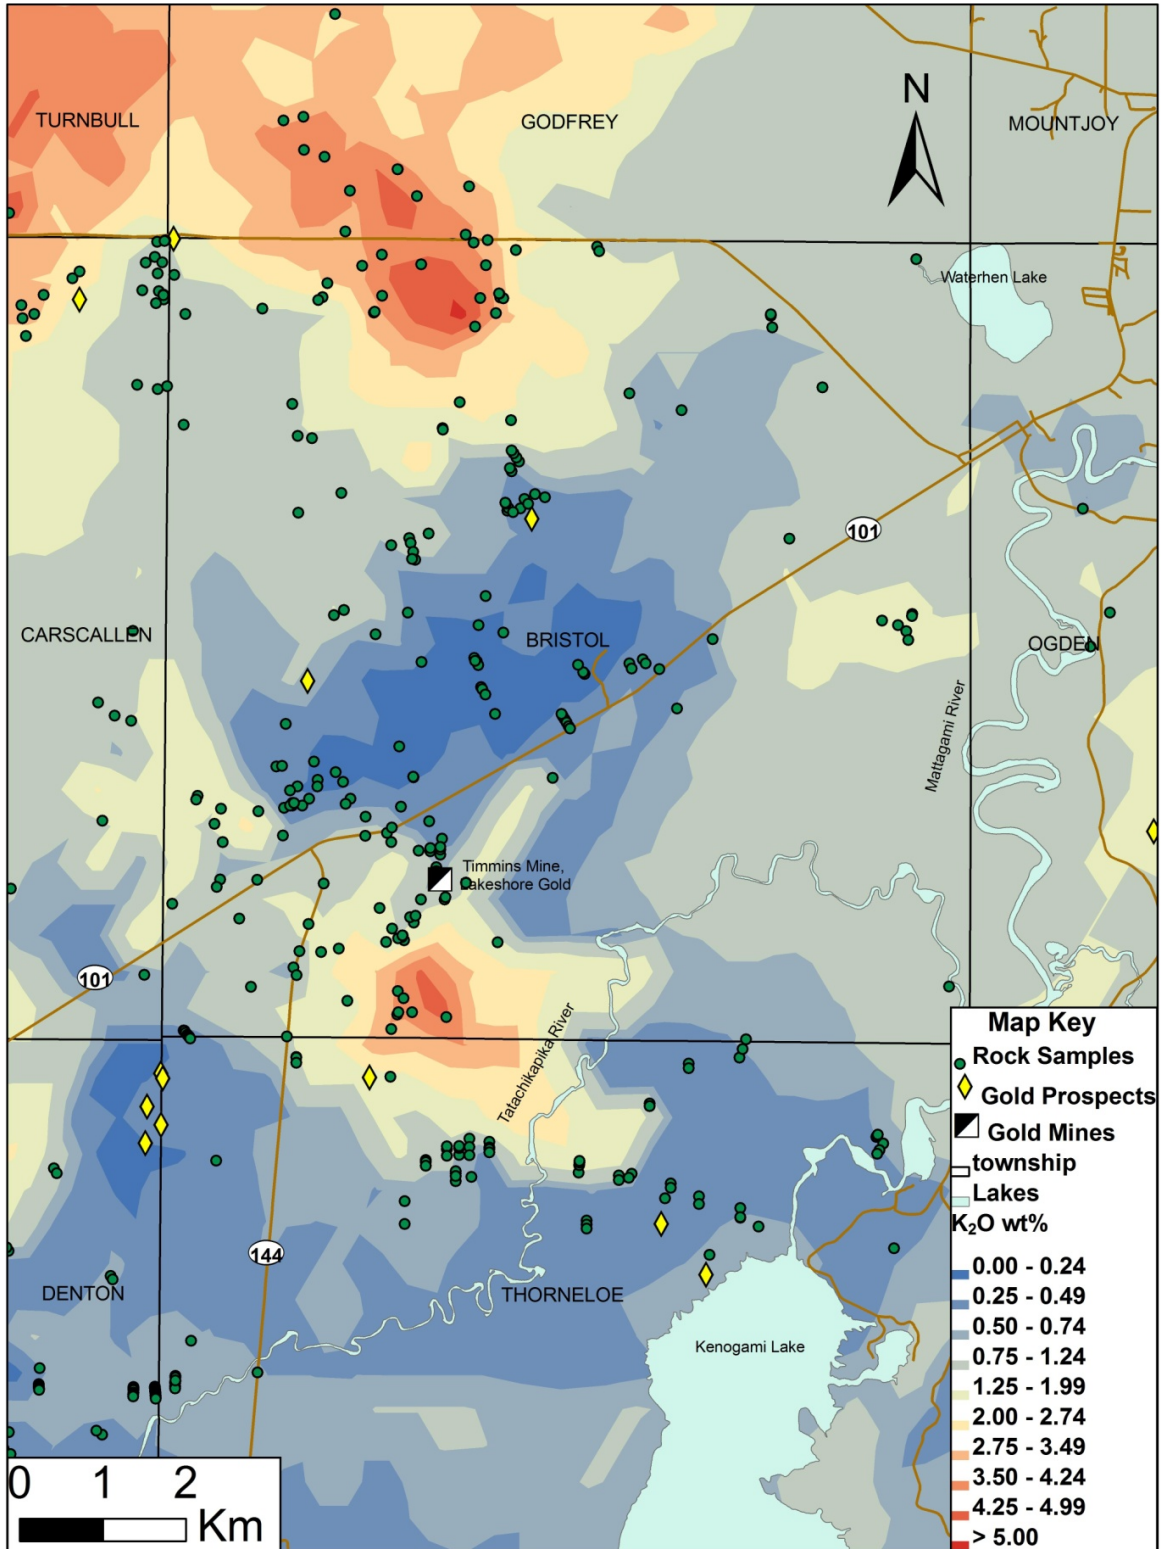 TURNBULL
GODFREY
MOUNTJOY
N
Waterhen Lake
101
CARSCALLEN
BRISTOL
OGDEN
Mattagami River
Timmins Mine,
Lakeshore Gold
101
Tatachikapika River
144
DENTON
THORNELOE
Kenogami Lake
Map Key
Rock Samples
Gold Prospects
Gold Mines
township
Lakes
K₂O wt%
0.00 - 0.24
0.25 - 0.49
0.50 - 0.74
0.75 - 1.24
1.25 - 1.99
2.00 - 2.74
2.75 - 3.49
3.50 - 4.24
4.25 - 4.99
> 5.00
0 1 2
Km